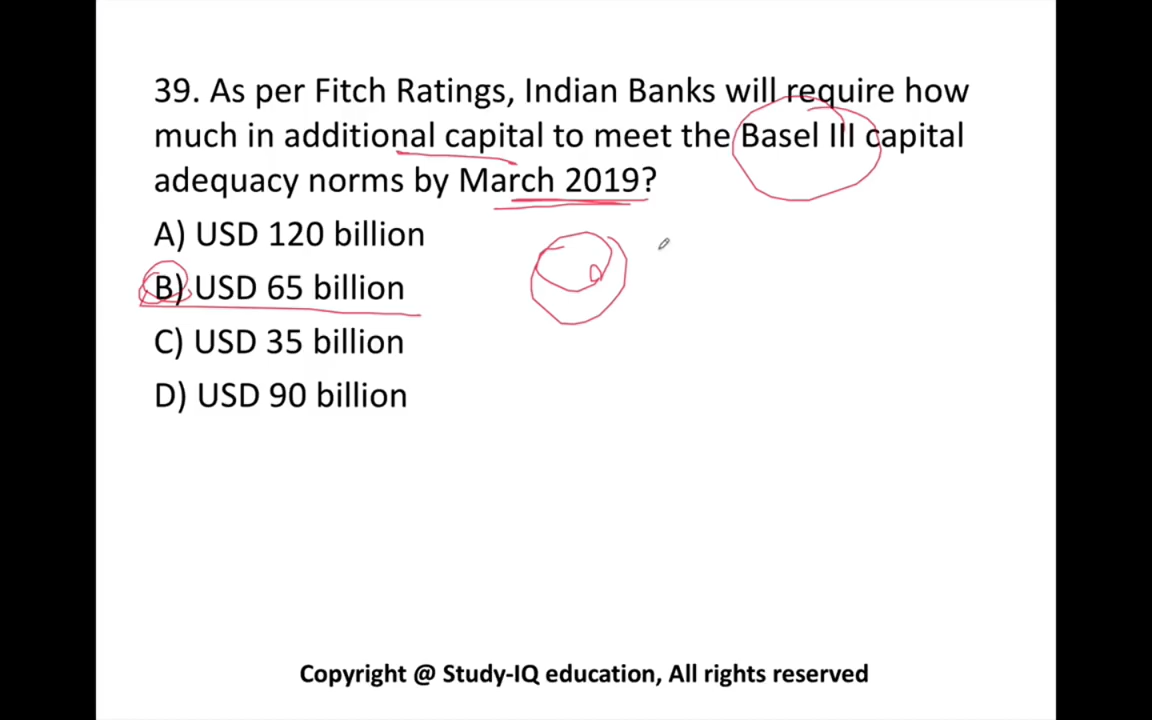 39. As per Fitch Ratings, Indian Banks will require how
much in additional capital to meet the Basel III capital
adequacy norms by March 2019?
A) USD 120 billion
B) USD 65 billion
C) USD 35 billion
D) USD 90 billion
Copyright @ Study-IQ education, All rights reserved